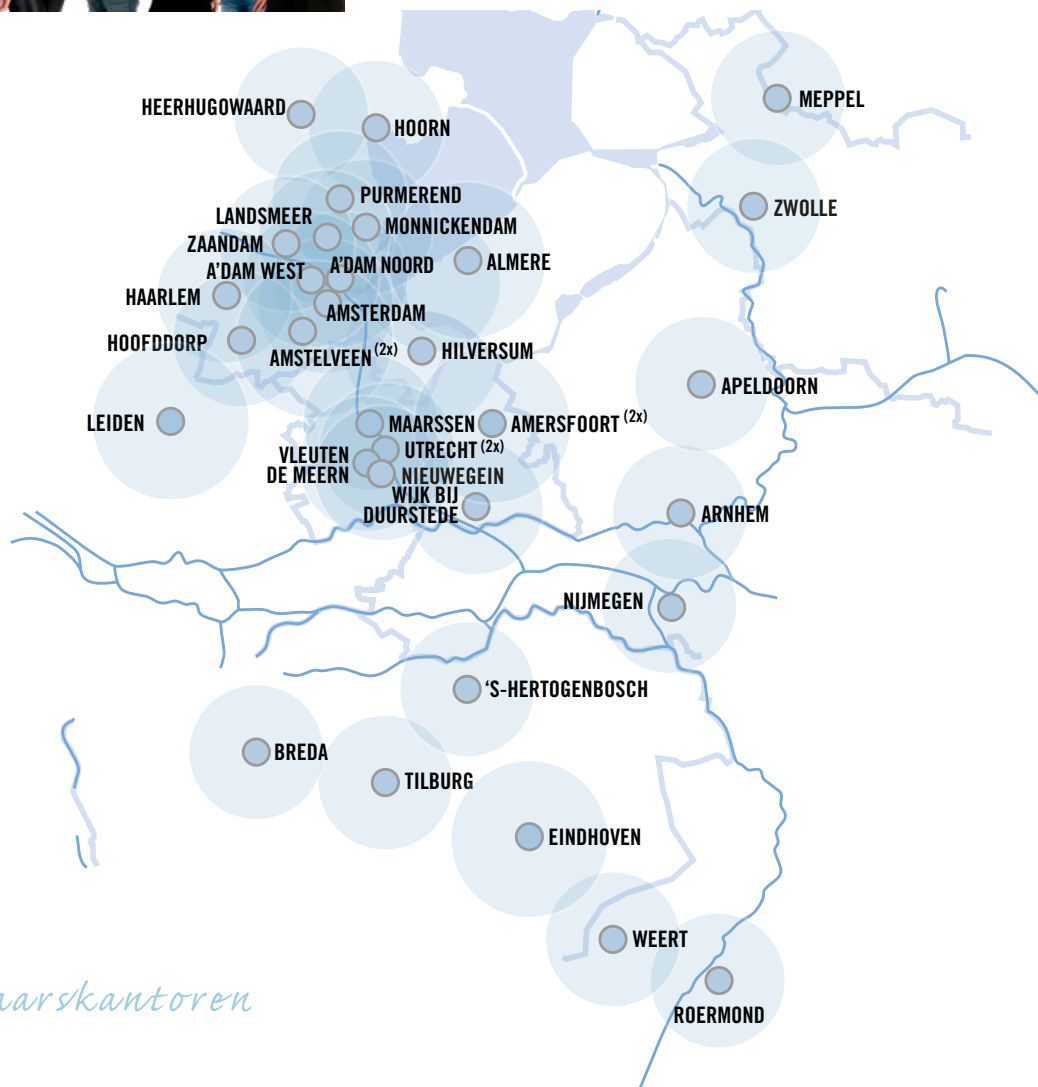 MEPPEL
HEERHUGOWAARD
HOORN
PURMEREND
ZWOLLE
LANDSMEER
MONNICKENDAM
ZAANDAM
ALMERE
A'DAM WEST
A'DAM NOORD
HAARLEM
AMSTERDAM
HOOFDDORP
AMSTELVEEN (2x)
HILVERSUM
APELDOORN
LEIDEN
MAARSSEN
AMERSFOORT (2x)
UTRECHT (2x)
VLEUTEN
DE MEERN
NIEUWEGEIN
WIJK BIJ
DUURSTEDE
ARNHEM
NIJMEGEN
'S-HERTOGENBOSCH
BREDA
TILBURG
EINDHOVEN
WEERT
aarskantoren
ROERMOND